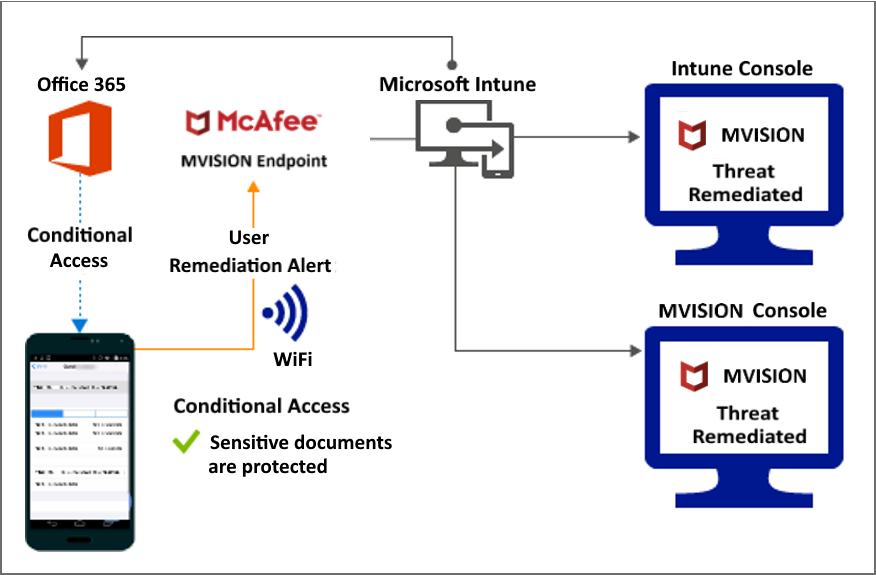 Office 365
Microsoft Intune
Intune Console
McAfee™
MVISION Endpoint
MVISION
Threat
Remediated
Conditional
Access
User
Remediation Alert
WiFi
MVISION Console
MVISION
Threat
Remediated
Conditional Access
Sensitive documents
are protected